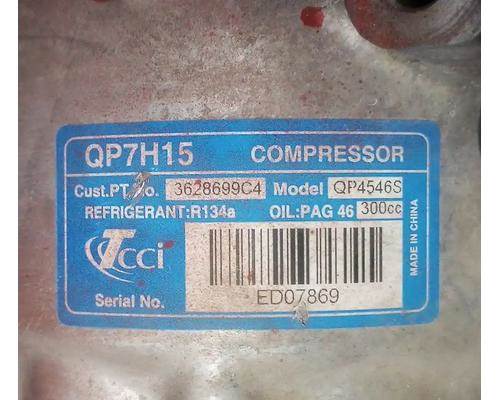 QP7H15 COMPRESSOR
Cust.PT No. 3628699C4 Model QP4546S
REFRIGERANT:R134a OIL:PAG 46 300cc
Tcci
Serial No. ED07869
MADE IN CHINA